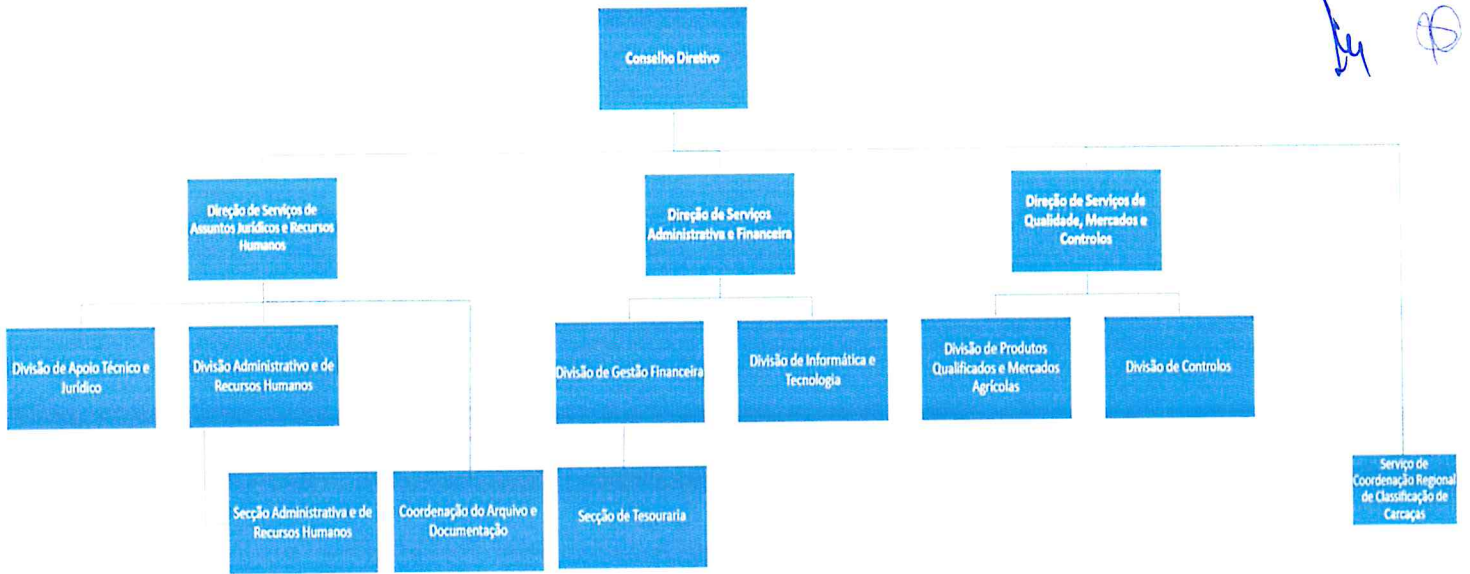 Conselho Diretivo
Direção de Serviços de
Assuntos Jurídicos e Recursos
Humanos
Direção de Serviços
Administrativa e Financeira
Direção de Serviços de
Qualidade, Mercados e
Controlos
Divisão de Apoio Técnico e
Jurídico
Divisão Administrativo e de
Recursos Humanos
Divisão de Gestão Financeira
Divisão de Informática e
Tecnologia
Divisão de Produtos
Qualificados e Mercados
Agrícolas
Divisão de Controlos
Secção Administrativa e de
Recursos Humanos
Coordenação do Arquivo e
Documentação
Secção de Tesouraria
Serviço de
Coordenação Regional
de Classificação de
Carcaças